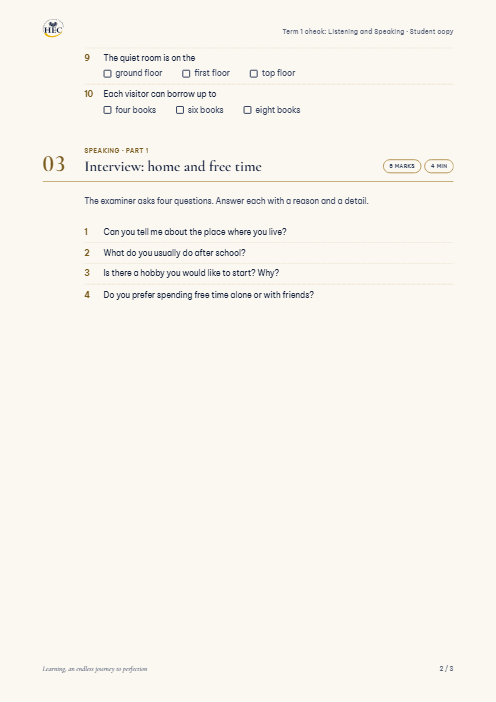 HEC
Term 1 check: Listening and Speaking · Student copy
9 The quiet room is on the
ground floor first floor top floor
10 Each visitor can borrow up to
four books six books eight books
SPEAKING · PART 1
03 Interview: home and free time 6 MARKS 4 MIN
The examiner asks four questions. Answer each with a reason and a detail.
1 Can you tell me about the place where you live?
2 What do you usually do after school?
3 Is there a hobby you would like to start? Why?
4 Do you prefer spending free time alone or with friends?
Learning, an endless journey to perfection
2 / 3